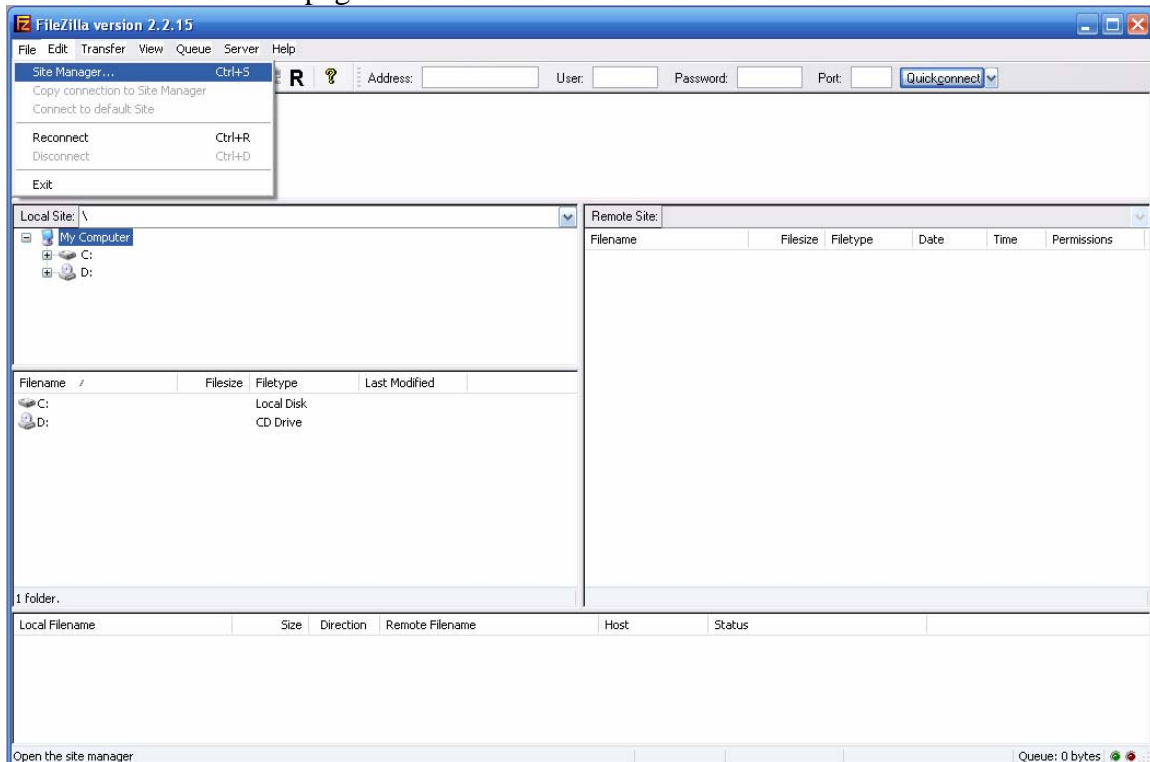 FileZilla version 2.2.15
File Edit Transfer View Queue Server Help
Site Manager... Ctrl+S
Copy connection to Site Manager
Connect to default Site
Reconnect Ctrl+R
Disconnect Ctrl+D
Exit
R ? Address: User: Password: Port: Quickconnect
Local Site: \
My Computer
C:
D:
Remote Site:
Filename Filesize Filetype Date Time Permissions
Filename / Filesize Filetype Last Modified
C: Local Disk
D: CD Drive
1 folder.
Local Filename Size Direction Remote Filename Host Status
Open the site manager Queue: 0 bytes